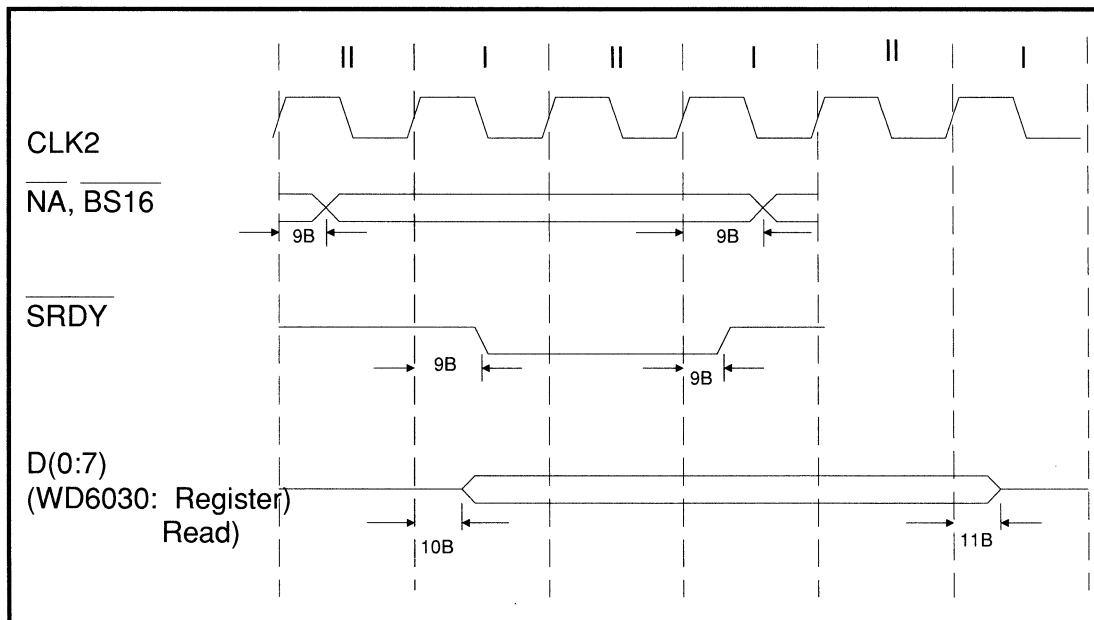 II I II I II I
CLK2
NA, BS16
9B 9B
SRDY
9B 9B
D(0:7)
(WD6030: Register)
Read)
10B 11B